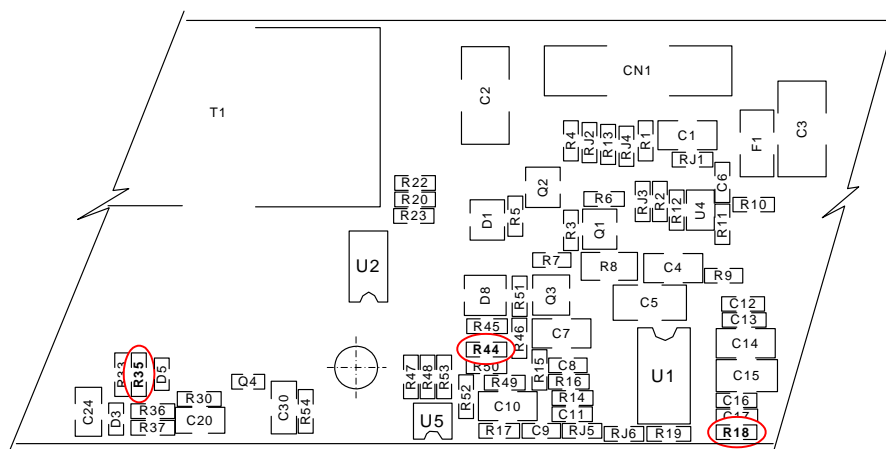 T1
C2
CN1
C3
F1
R4
RJ2
R13
RJ4
R1
C1
RJ1
C6
R22
R20
R23
Q2
D1
R5
R6
R3
Q1
RJ3
R2
R12
U4
R11
R10
U2
R7
R8
C4
R9
D8
R51
Q3
C5
C12
C13
R45
R46
C7
C14
R44
R50
R15
C8
U1
C15
R33
R35
D5
Q4
R47
R48
R53
R52
R49
R16
R14
C16
C24
D3
R36
R37
R30
C20
C30
R54
U5
C10
C11
C17
R17
C9
RJ5
RJ6
R19
R18